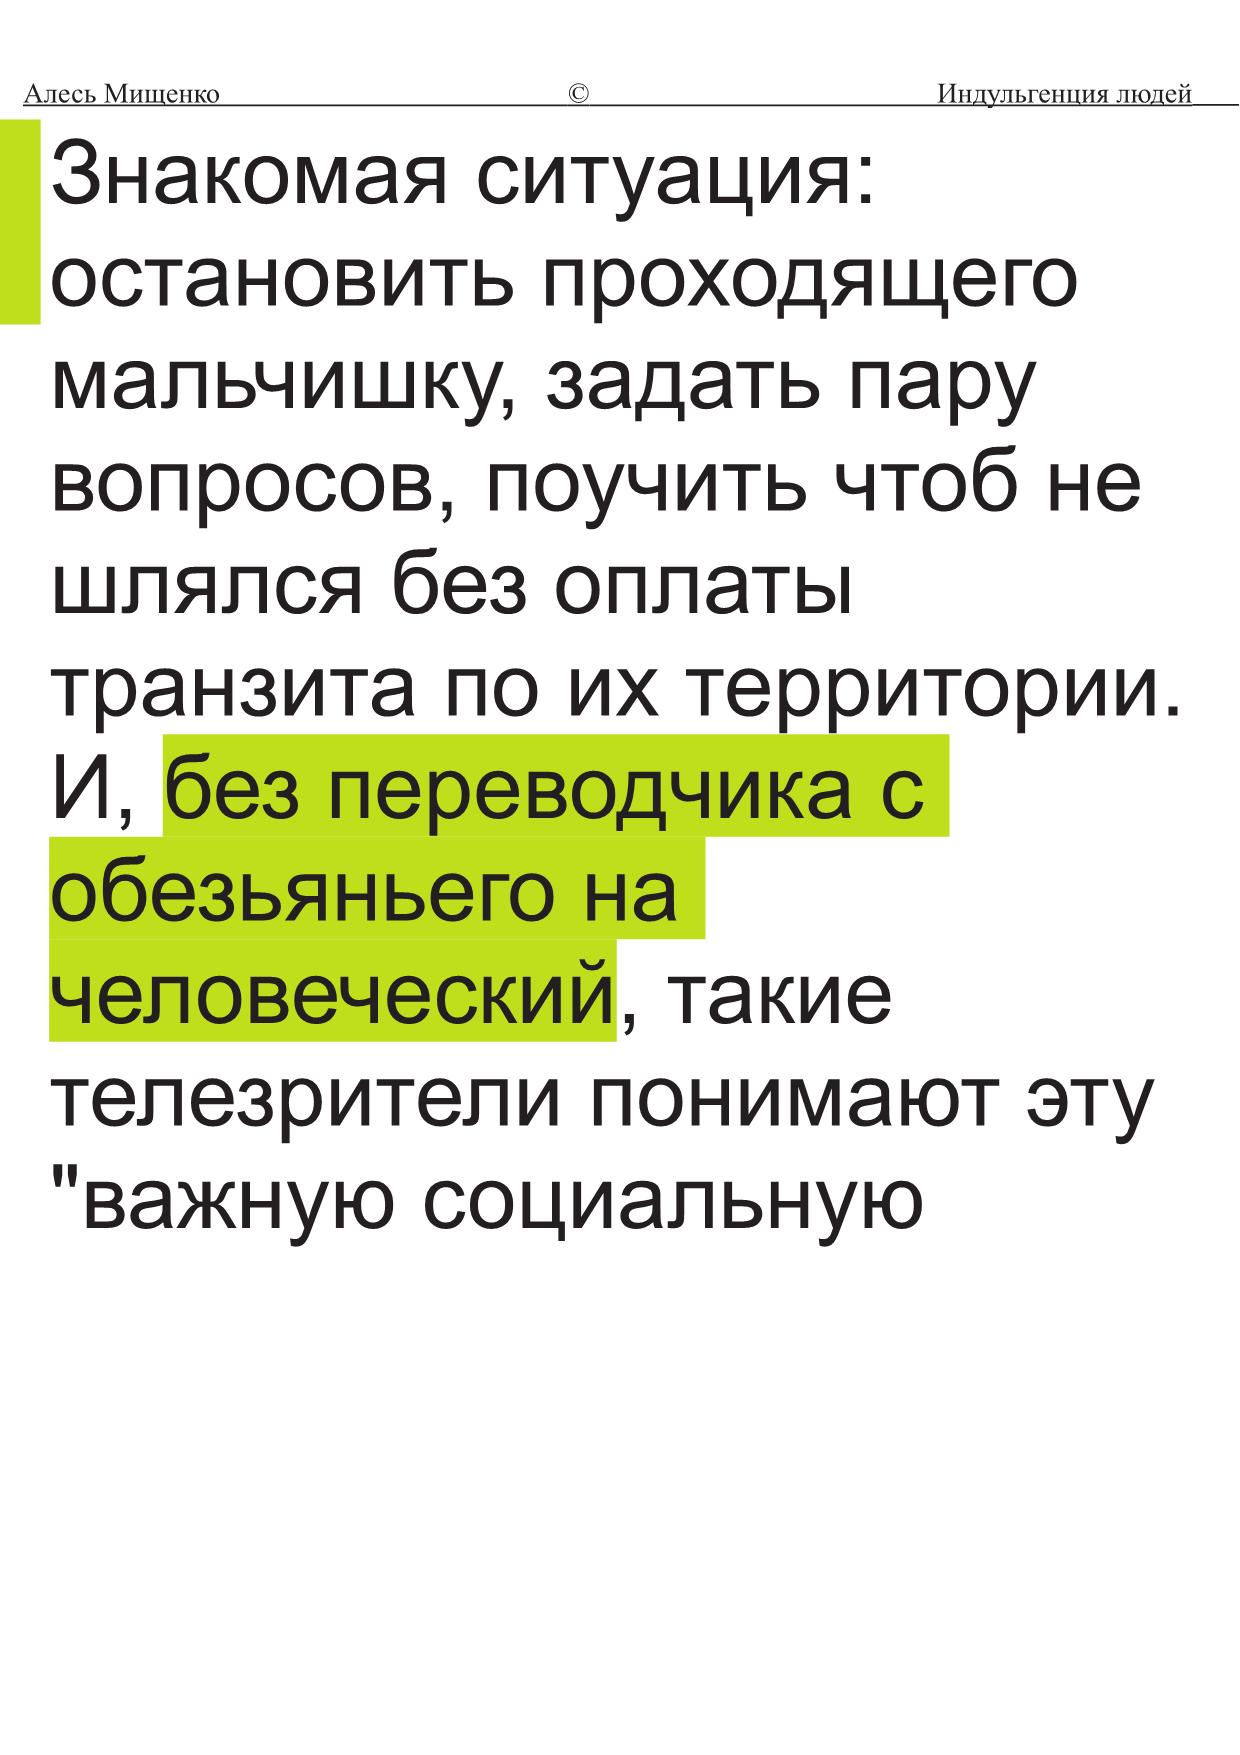 Алесь Мищенко © Индульгенция людей
Знакомая ситуация:
остановить проходящего
мальчишку, задать пару
вопросов, поучить чтоб не
шлялся без оплаты
транзита по их территории.
И, без переводчика с
обезьяньего на
человеческий, такие
телезрители понимают эту
"важную социальную